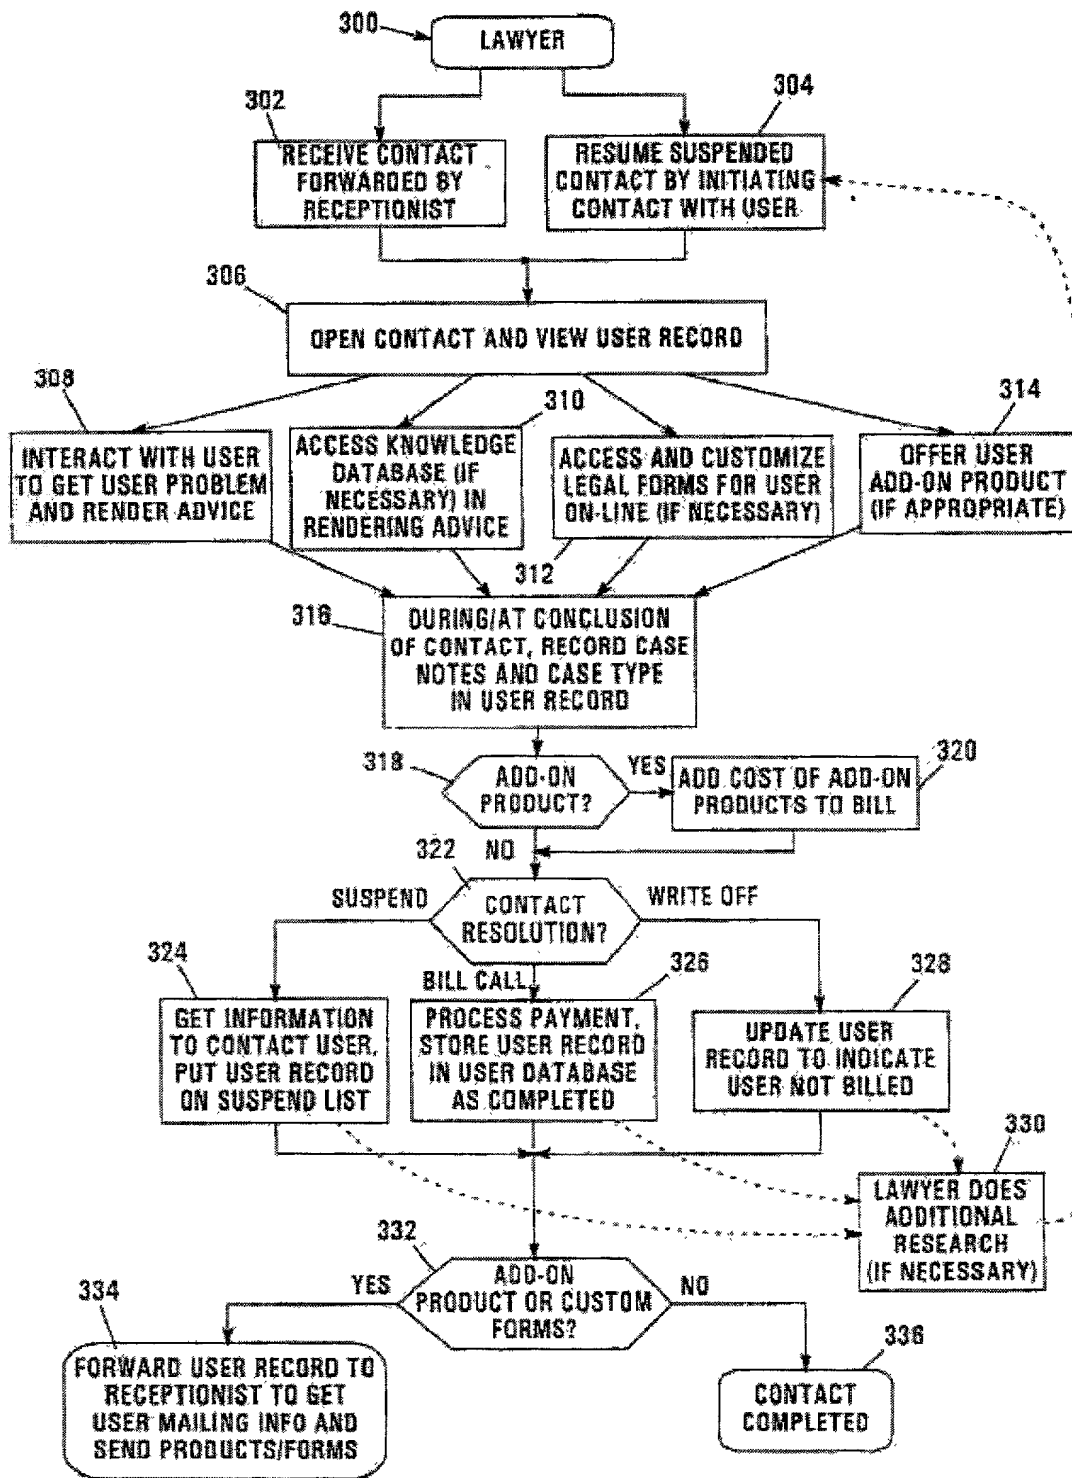 300
LAWYER
302
RECEIVE CONTACT
FORWARDED BY
RECEPTIONIST
304
RESUME SUSPENDED
CONTACT BY INITIATING
CONTACT WITH USER
306
OPEN CONTACT AND VIEW USER RECORD
308
INTERACT WITH USER
TO GET USER PROBLEM
AND RENDER ADVICE
310
ACCESS KNOWLEDGE
DATABASE (IF
NECESSARY) IN
RENDERING ADVICE
312
ACCESS AND CUSTOMIZE
LEGAL FORMS FOR USER
ON-LINE (IF NECESSARY)
314
OFFER USER
ADD-ON PRODUCT
(IF APPROPRIATE)
316
DURING/AT CONCLUSION
OF CONTACT, RECORD CASE
NOTES AND CASE TYPE
IN USER RECORD
318
ADD-ON
PRODUCT?
YES
320
ADD COST OF ADD-ON
PRODUCTS TO BILL
NO
322
CONTACT
RESOLUTION?
SUSPEND
WRITE OFF
BILL CALL
324
GET INFORMATION
TO CONTACT USER,
PUT USER RECORD
ON SUSPEND LIST
326
PROCESS PAYMENT,
STORE USER RECORD
IN USER DATABASE
AS COMPLETED
328
UPDATE USER
RECORD TO INDICATE
USER NOT BILLED
330
LAWYER DOES
ADDITIONAL
RESEARCH
(IF NECESSARY)
332
ADD-ON
PRODUCT OR CUSTOM
FORMS?
YES
NO
334
FORWARD USER RECORD TO
RECEPTIONIST TO GET
USER MAILING INFO AND
SEND PRODUCTS/FORMS
336
CONTACT
COMPLETED